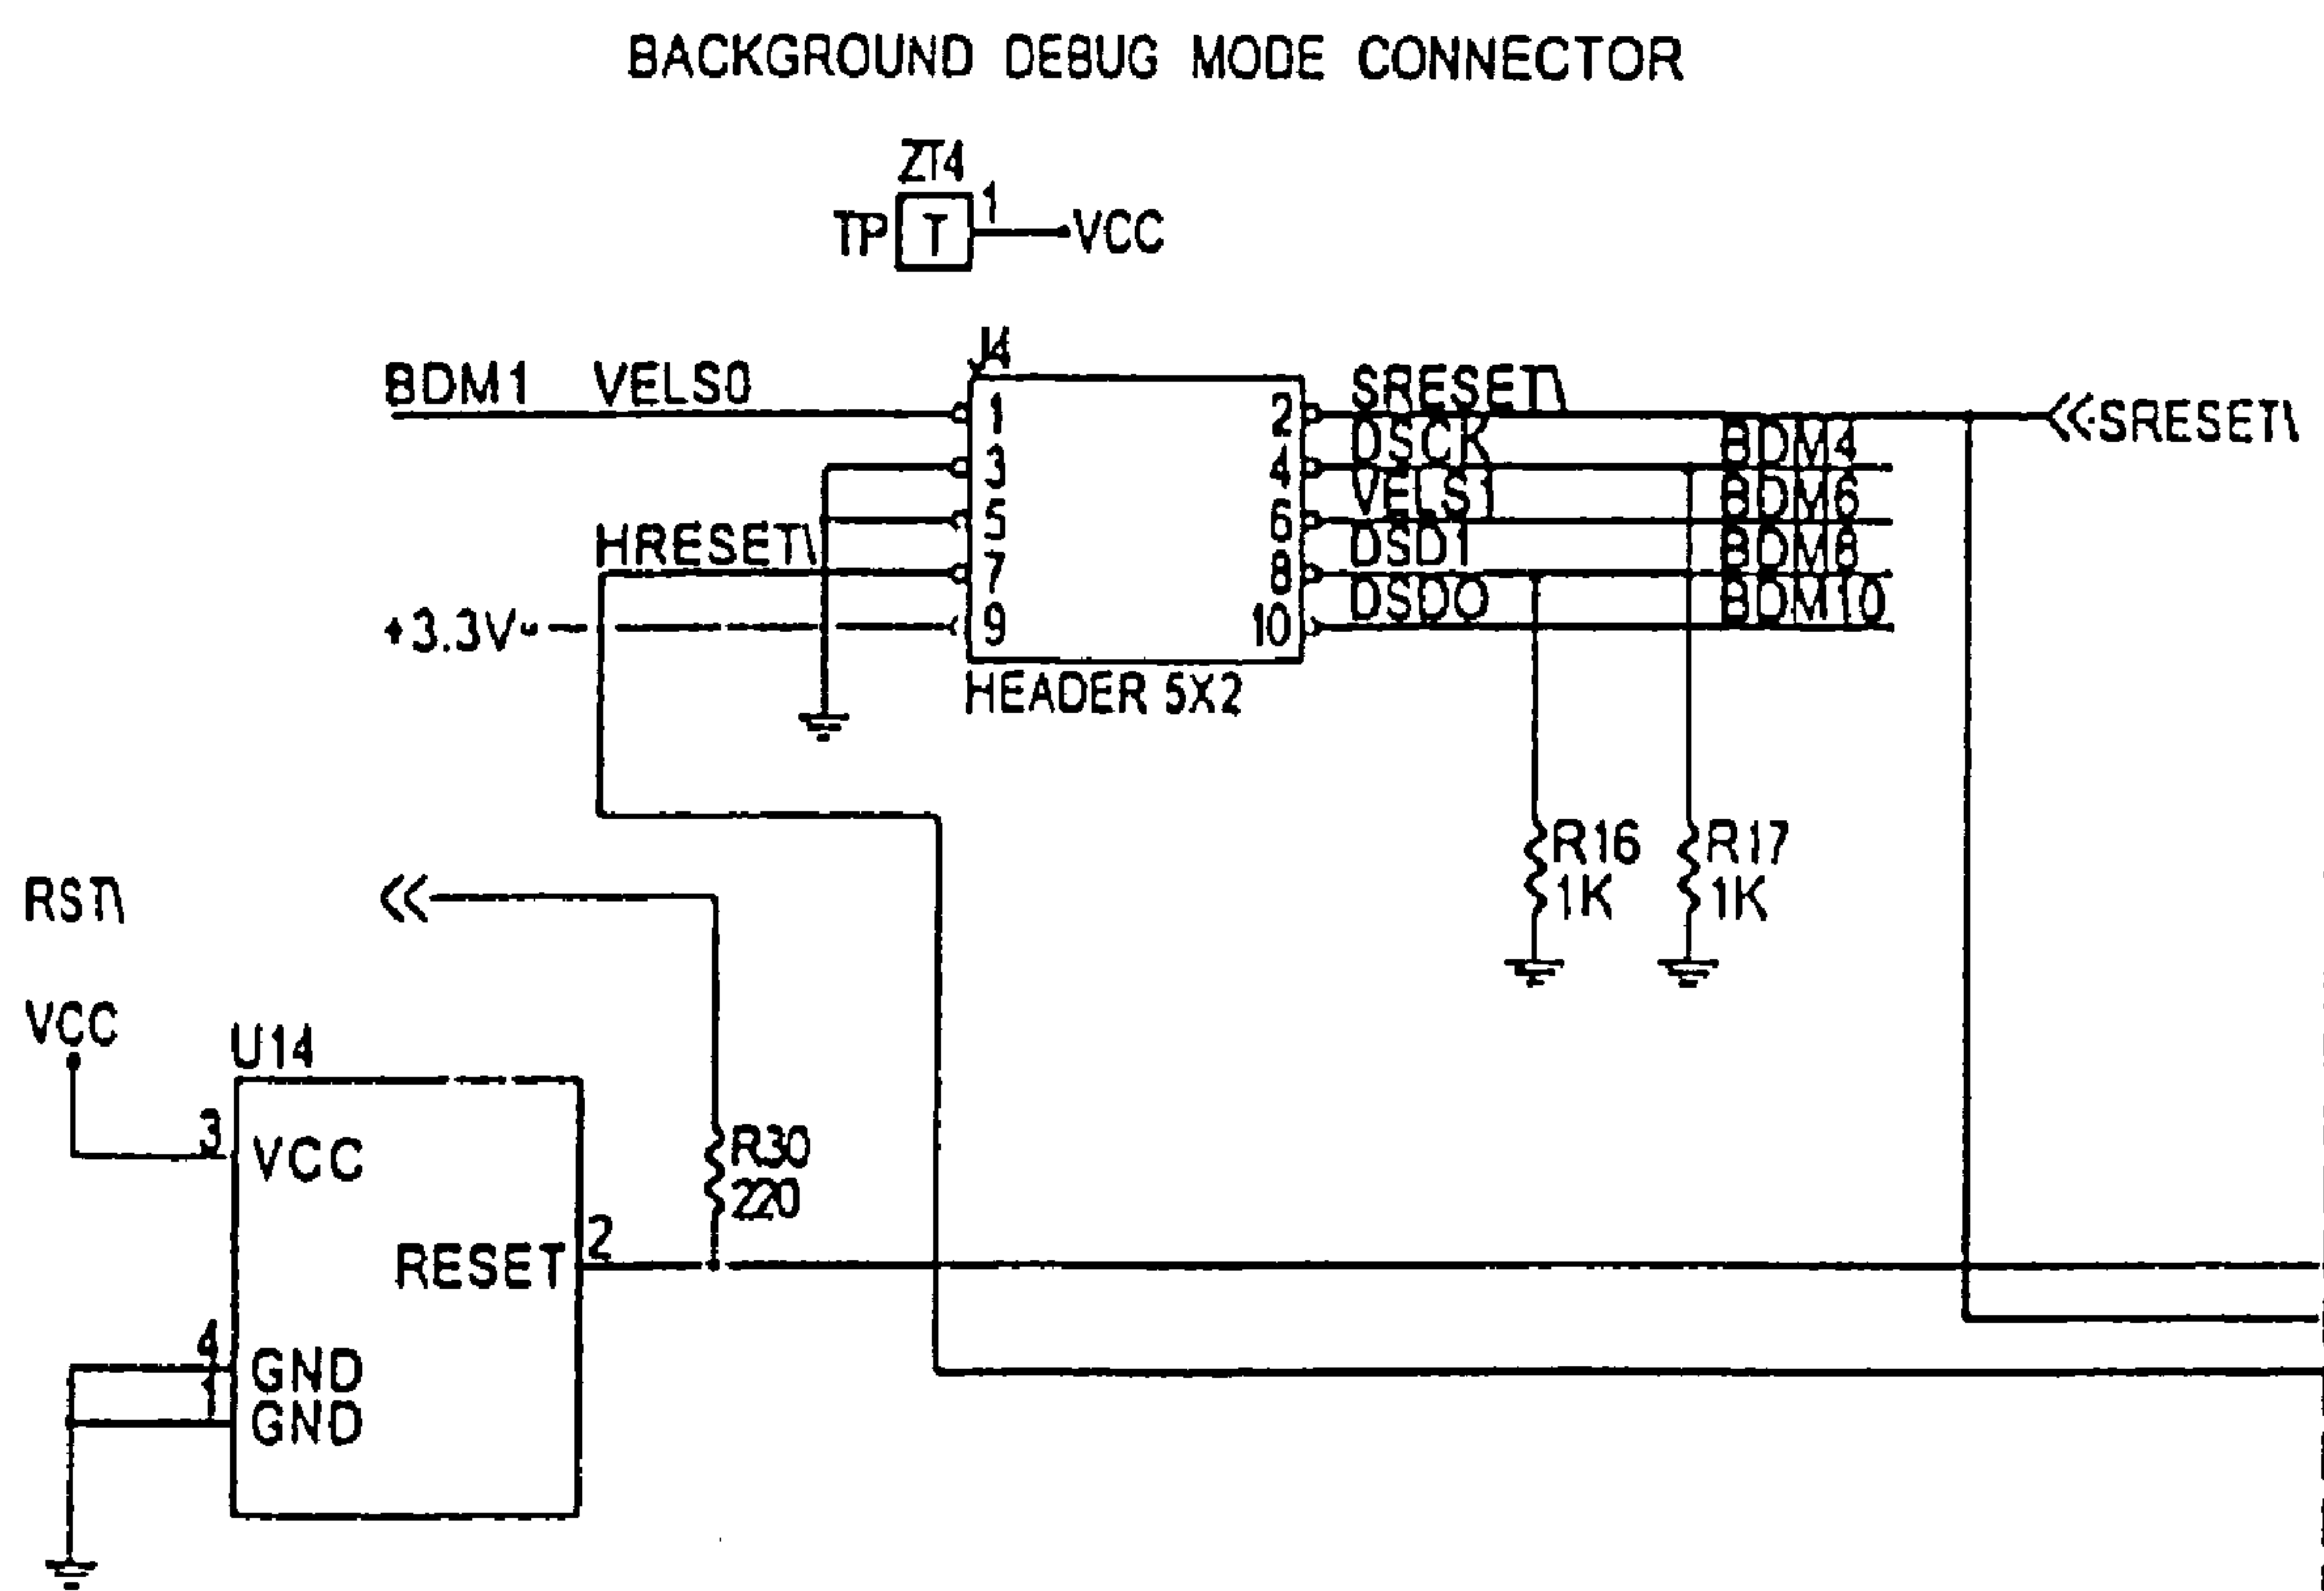 BACKGROUND DEBUG MODE CONNECTOR
ZT4
TP T 1 VCC
J4
BDM1 VELS0 1 2 SRESET\ <<SRESET\
3 4 DSCK BDM4
5 6 VELS1 BDM6
HRESET\ 7 8 DSD1 BDM8
+3.3V 9 10 DSDO BDM10
HEADER 5X2
R16
1K
R17
1K
RST\ <<
VCC
U14
3 VCC
R30
220
RESET 2
4 GND
1 GND